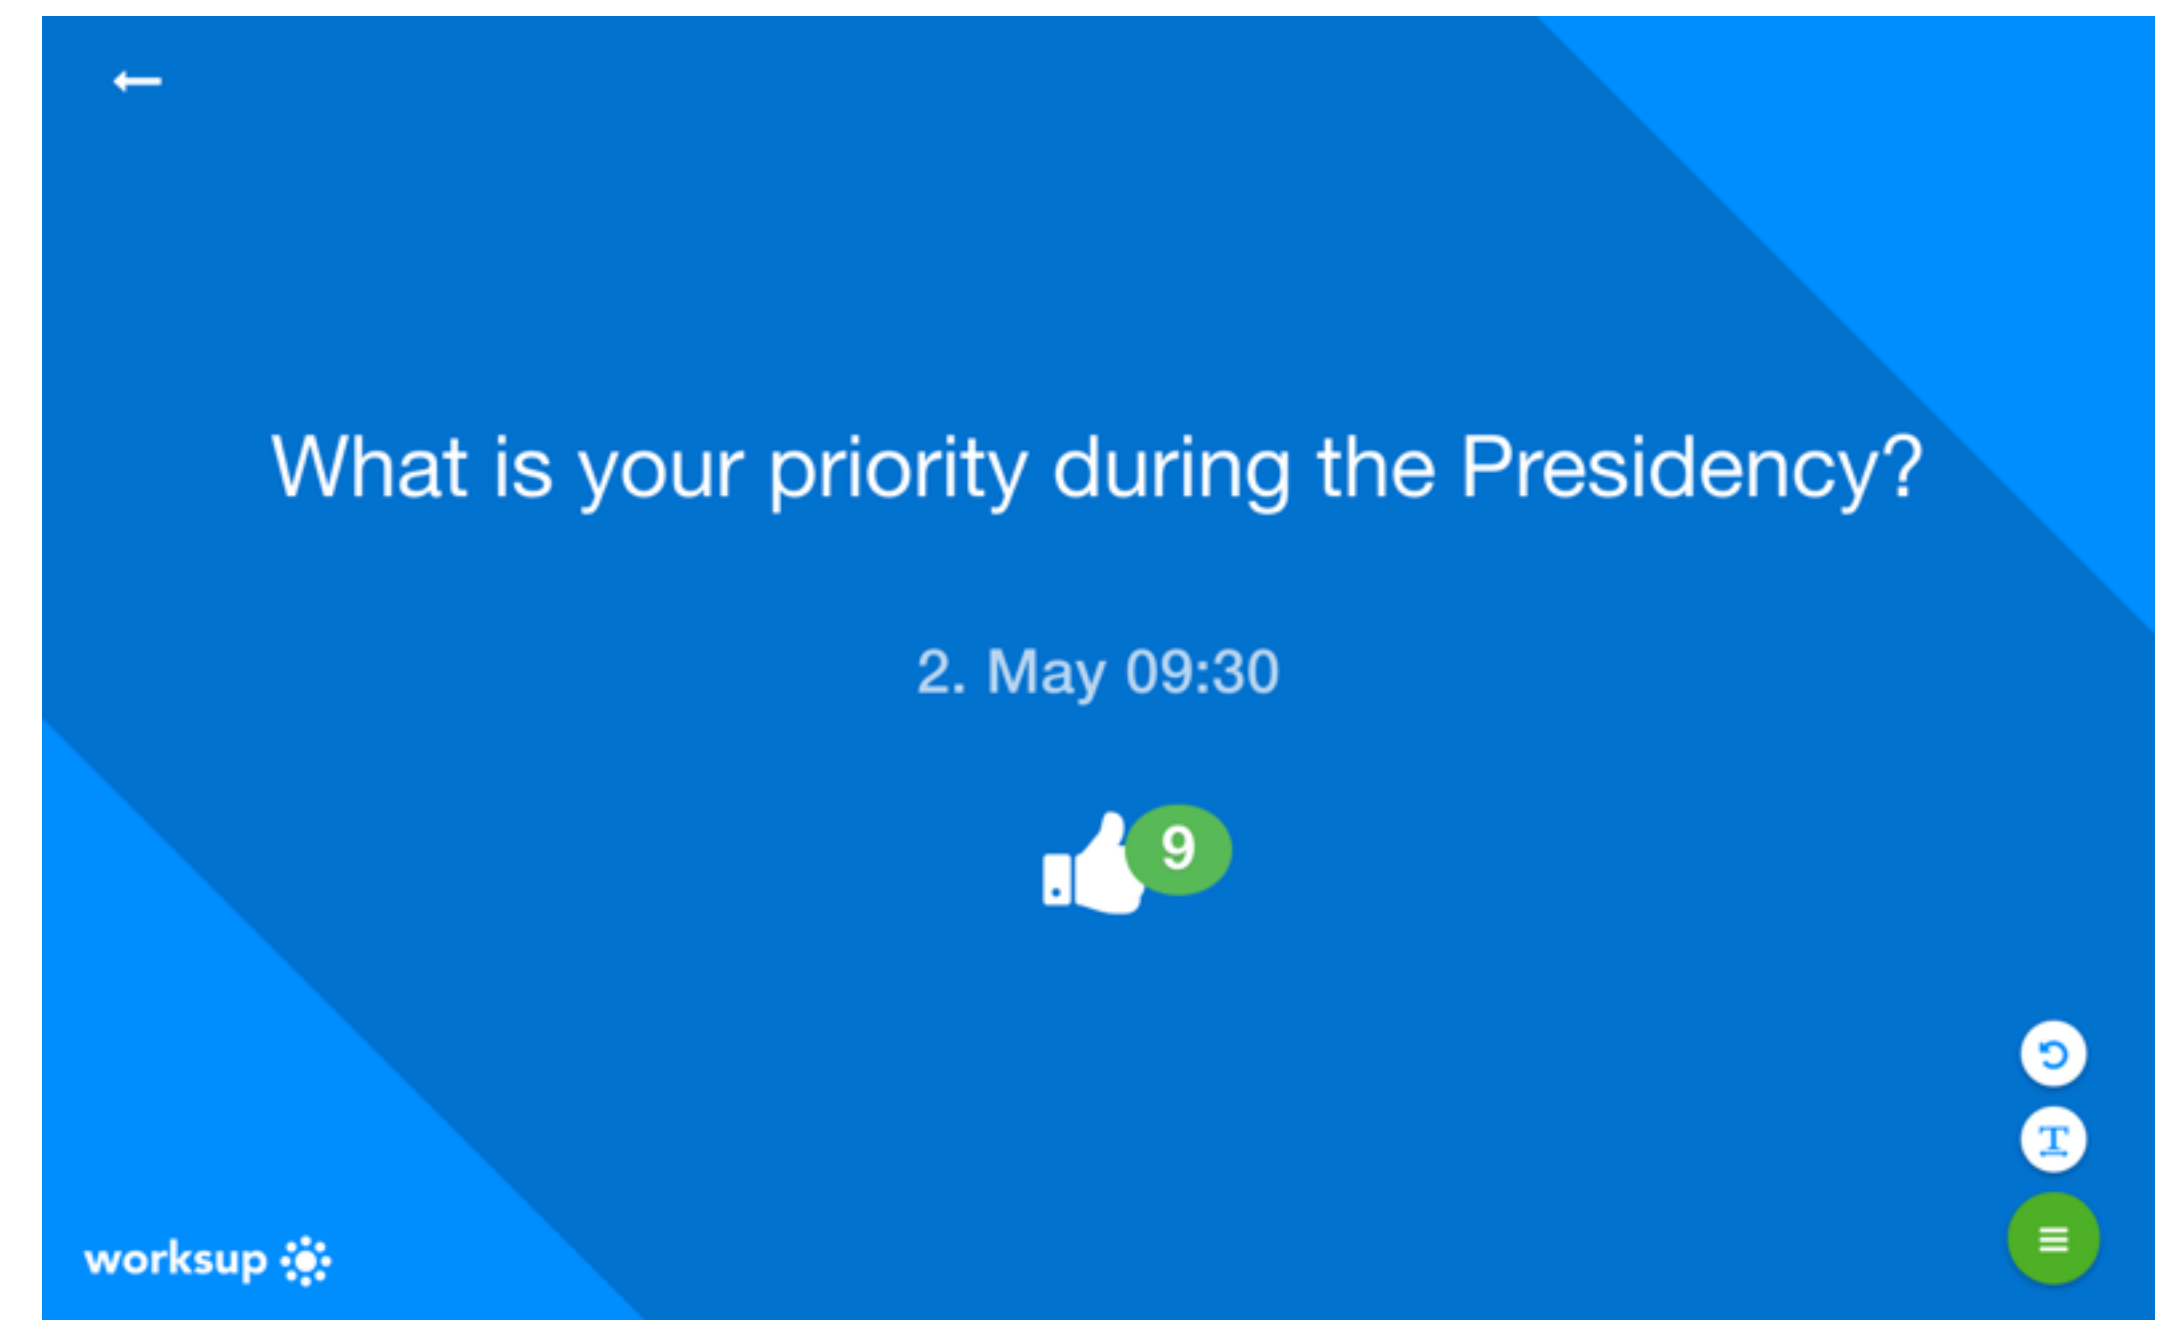 What is your priority during the Presidency?
2. May 09:30
9
T
worksup